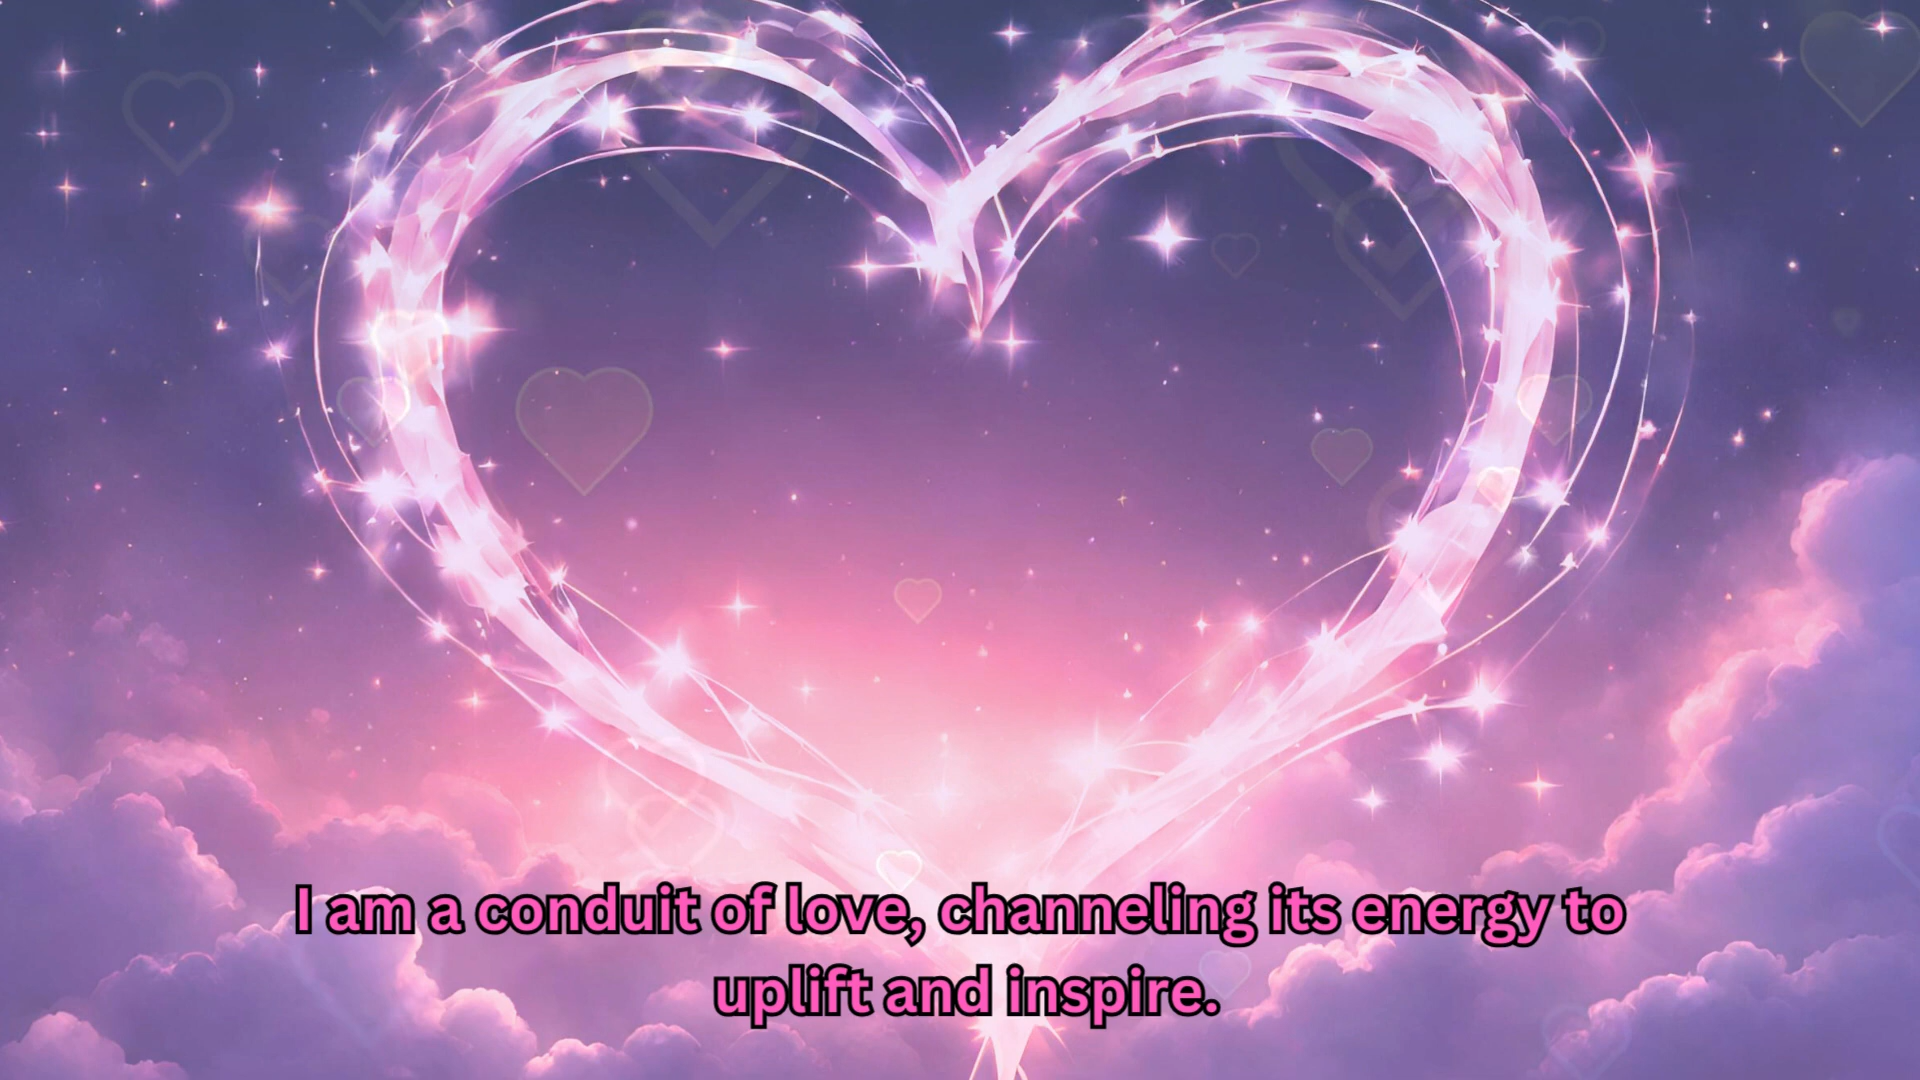 I am a conduit of love, channeling its energy to
uplift and inspire.